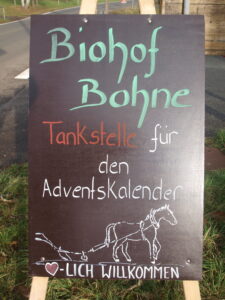 Biohof
Bohne
Tankstelle für
den
AdventsKalender
♥-LICH WILLKOMMEN